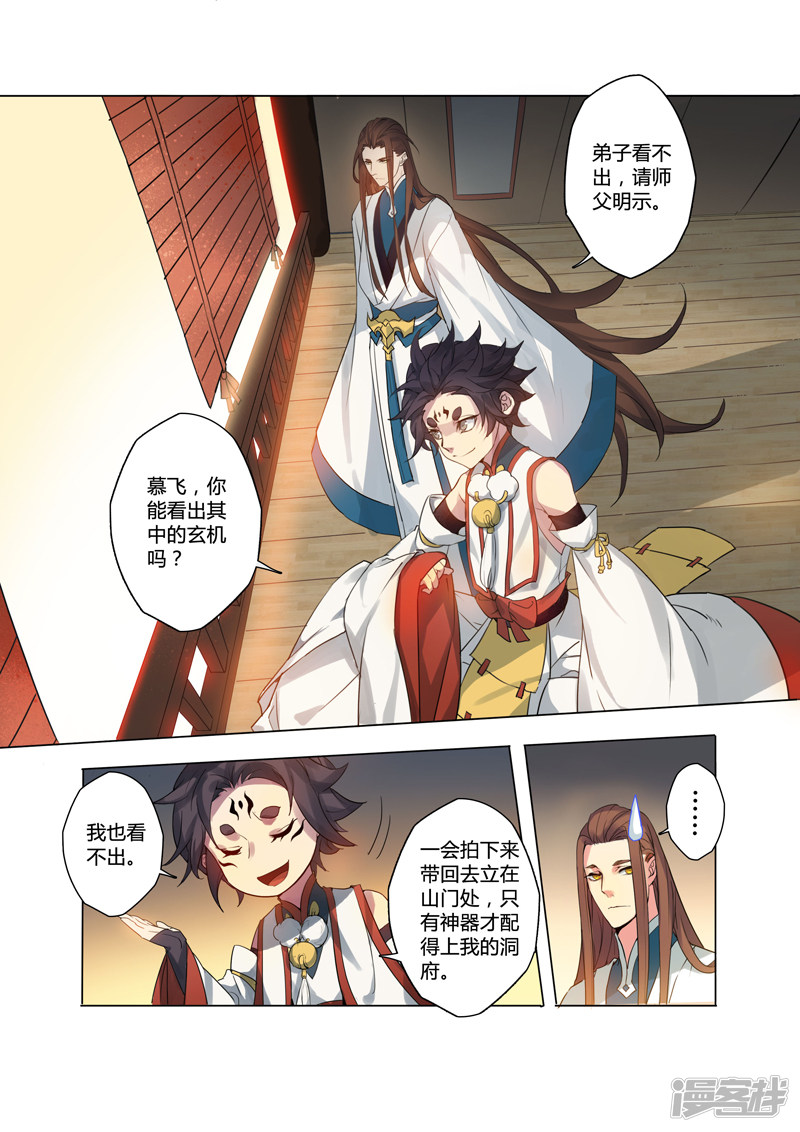 慕飞，你
能看出其
中的玄机
吗？
弟子看不
出，请师
父明示。
我也看
不出。
一会拍下来
带回去立在
山门处，只
有神器才配
得上我的洞
府。
……
漫客栈